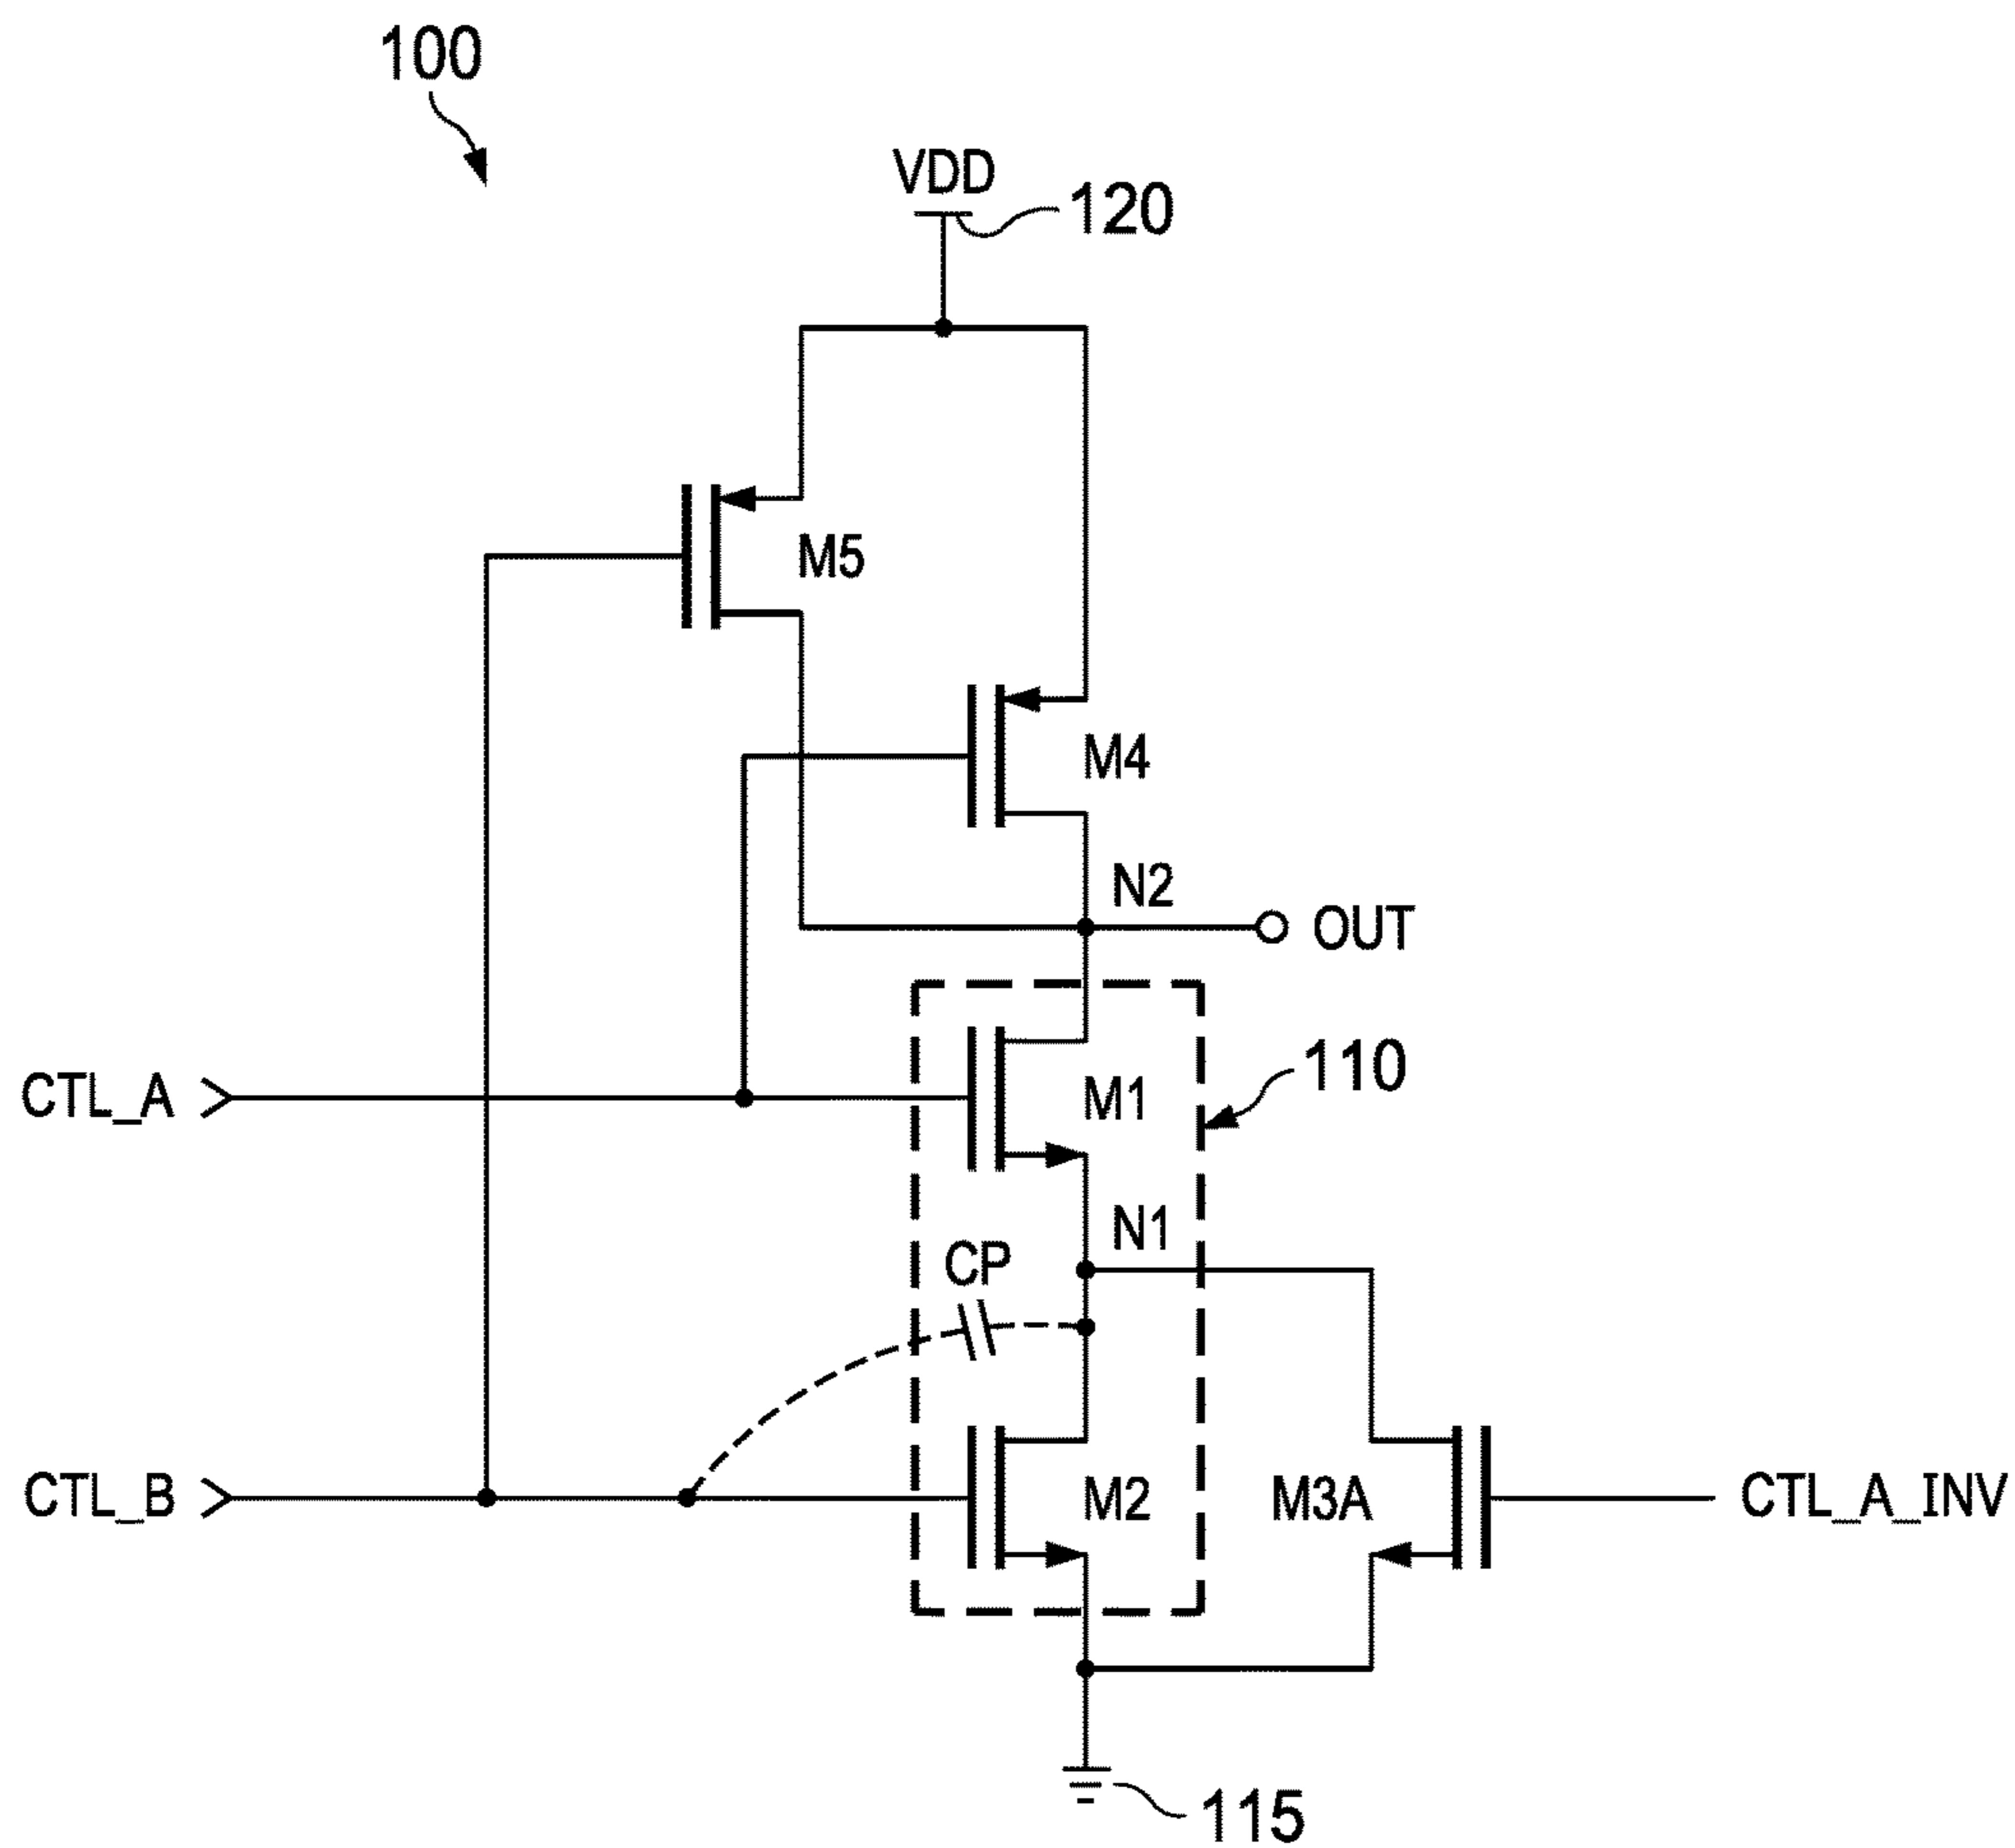 100
VDD
120
M5
M4
N2
OUT
CTL_A
M1
110
N1
CP
CTL_B
M2
M3A
CTL_A_INV
115